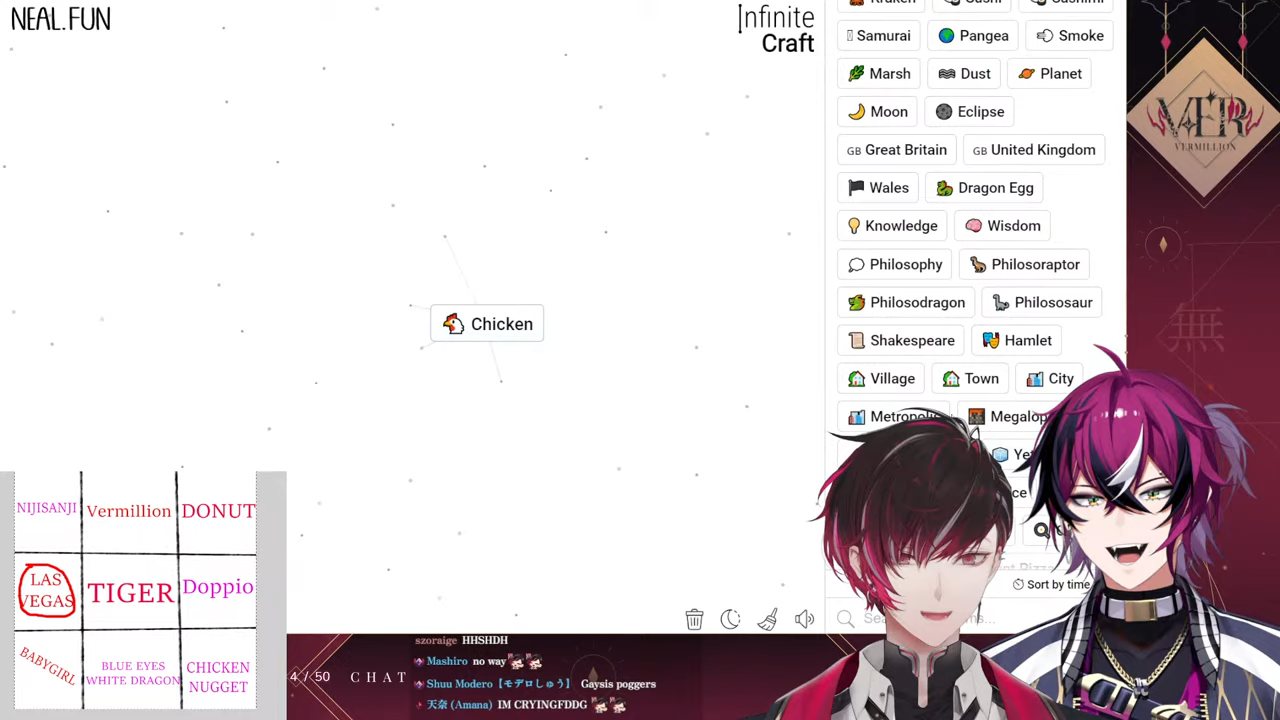 NEAL.FUN
Infinite
Craft
Samurai
Pangea
Smoke
Marsh
Dust
Planet
Moon
Eclipse
GB Great Britain
GB United Kingdom
Wales
Dragon Egg
Knowledge
Wisdom
Philosophy
Philosoraptor
Philosodragon
Philososaur
Shakespeare
Hamlet
Village
Town
City
Chicken
Sort by time
VER
VERMILLION
無
NIJISANJI
Vermillion
DONUT
LAS
VEGAS
TIGER
Doppio
BABYGIRL
BLUE EYES
WHITE DRAGON
CHICKEN
NUGGET
4 / 50
CHAT
szoraige HHSHDH
Mashiro no way
Shuu Modero【モデロしゅう】 Gaysis poggers
天奈 (Amana) IM CRYINGFDDG